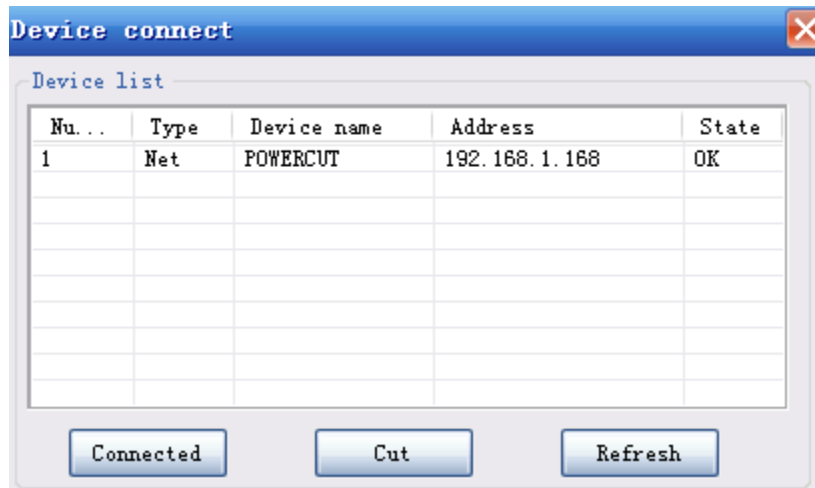 Device connect
Device list
Nu... Type Device name Address State
1 Net POWERCUT 192.168.1.168 OK
Connected Cut Refresh